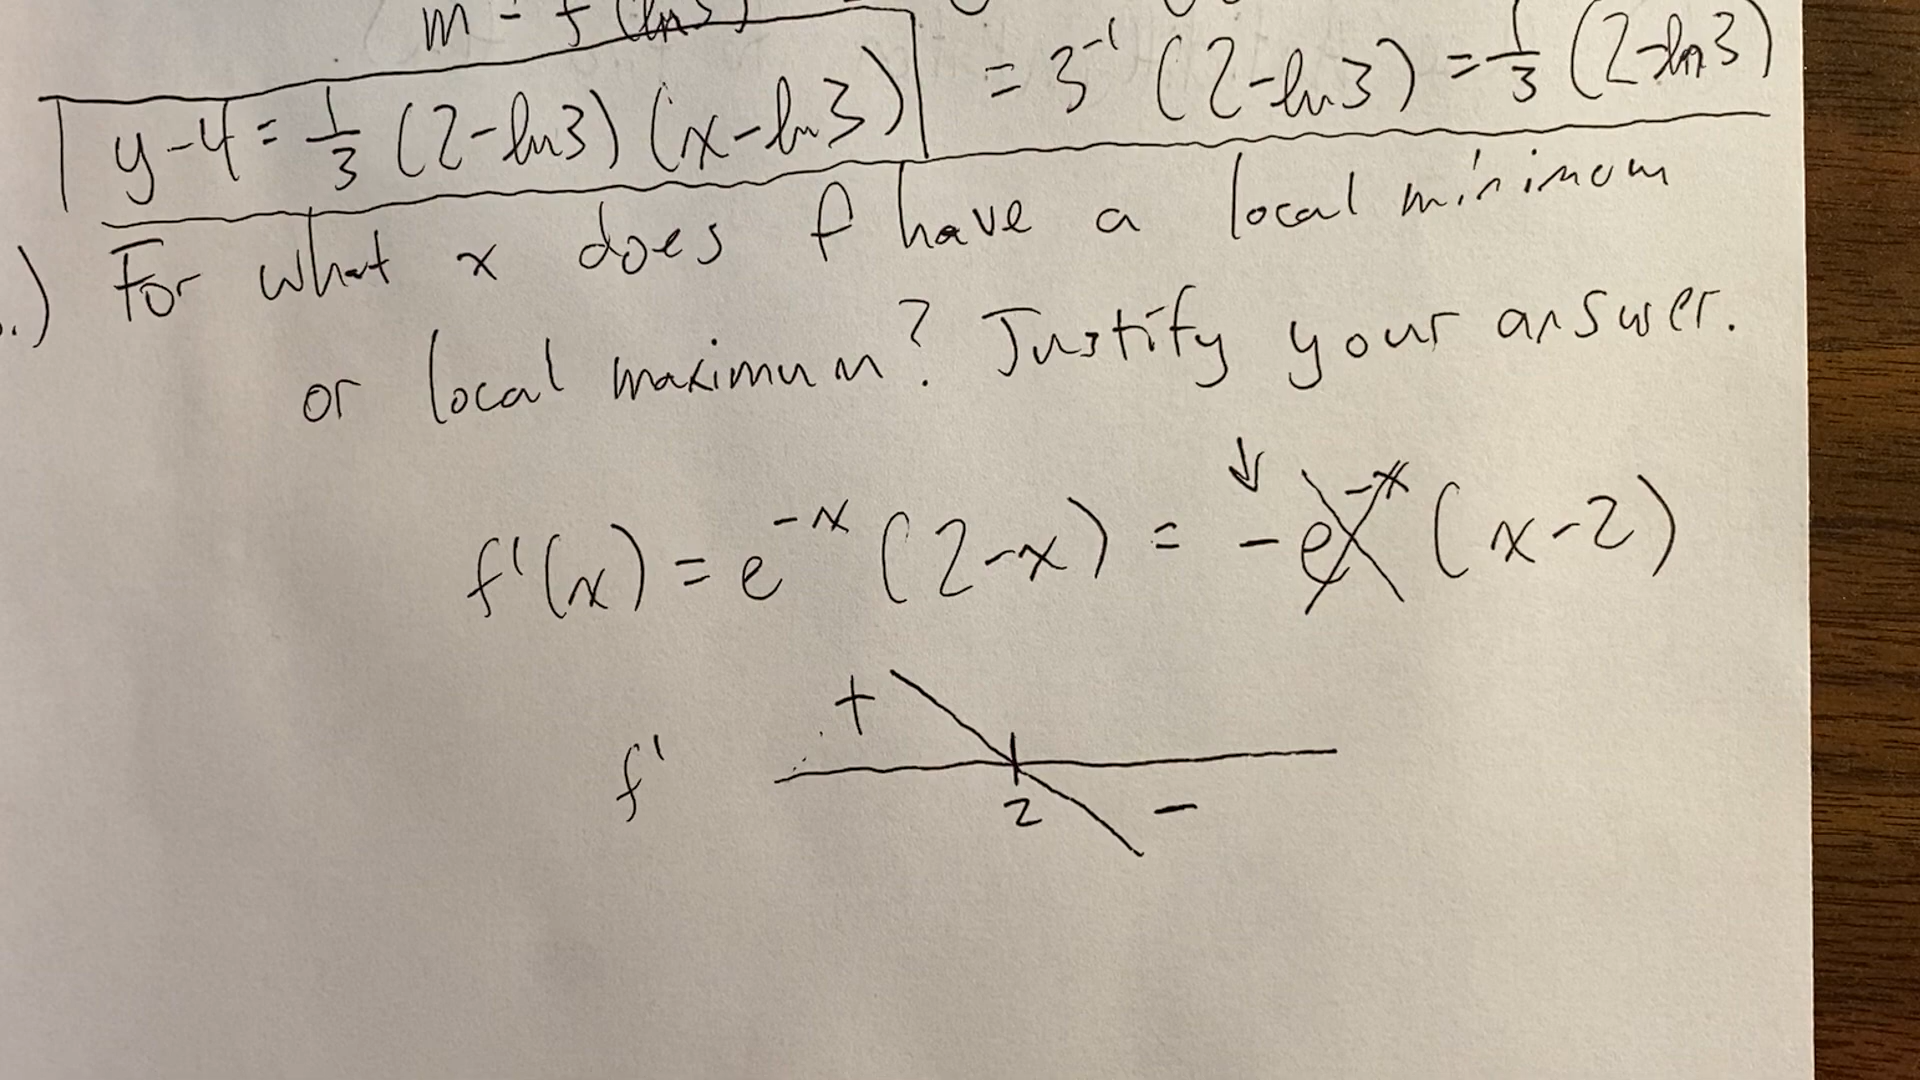 m = f'(ln3)
= 3⁻¹ (2-ln3) = 1/3 (2-ln3)
y-4 = 1/3 (2-ln3) (x-ln3)
.) For what x does f have a local minimum
or local maximum? Justify your answer.
↓
f'(x) = e^-x (2-x) = -e^-x (x-2)
+
f'
2 -